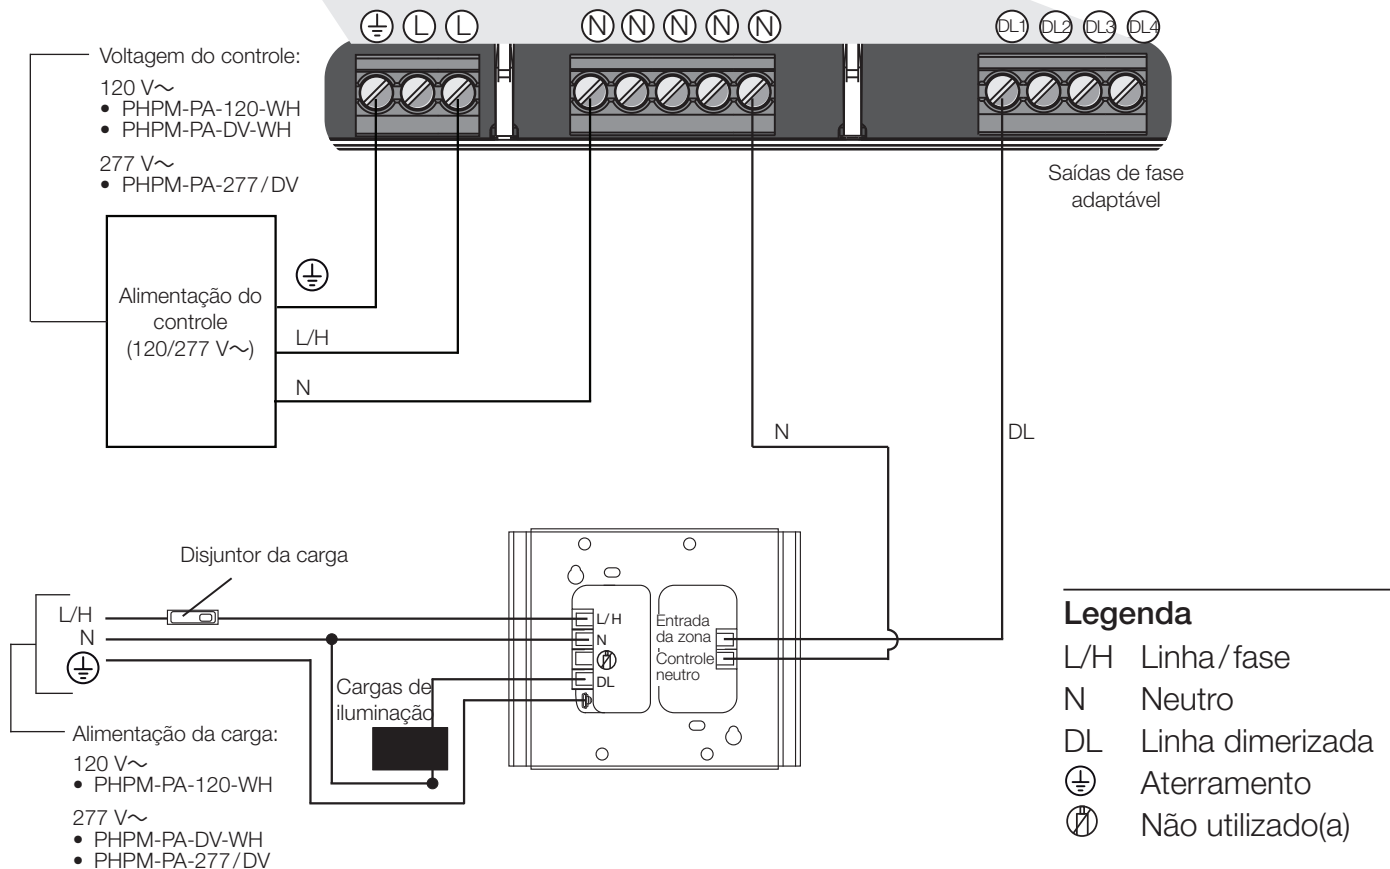 L L N N N N N DL1 DL2 DL3 DL4
Voltagem do controle:
120 V～
• PHPM-PA-120-WH
• PHPM-PA-DV-WH
277 V～
• PHPM-PA-277/DV
Saídas de fase
adaptável
Alimentação do
controle
(120/277 V～)
L/H
N
N
DL
Disjuntor da carga
L/H
N
L/H
N
DL
Entrada
da zona
Controle
neutro
Cargas de
iluminação
Alimentação da carga:
120 V～
• PHPM-PA-120-WH
277 V～
• PHPM-PA-DV-WH
• PHPM-PA-277/DV
Legenda
L/H Linha/fase
N Neutro
DL Linha dimerizada
Aterramento
Não utilizado(a)